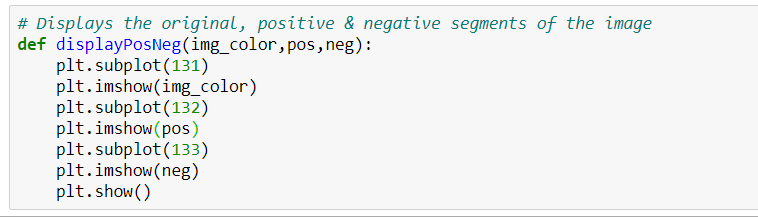 # Displays the original, positive & negative segments of the image
def displayPosNeg(img_color,pos,neg):
    plt.subplot(131)
    plt.imshow(img_color)
    plt.subplot(132)
    plt.imshow(pos)
    plt.subplot(133)
    plt.imshow(neg)
    plt.show()